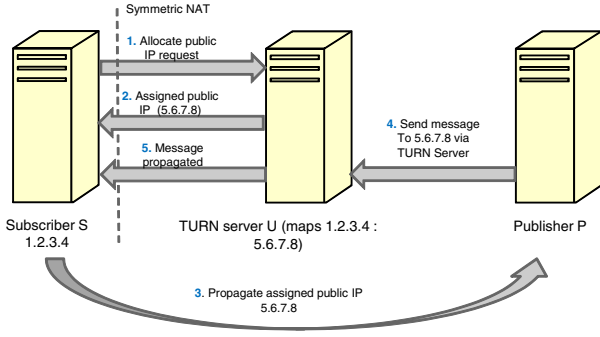 Symmetric NAT
1. Allocate public
IP request
2. Assigned public
IP (5.6.7.8)
5. Message
propagated
4. Send message
To 5.6.7.8 via
TURN Server
Subscriber S
1.2.3.4
TURN server U (maps 1.2.3.4 :
5.6.7.8)
Publisher P
3. Propagate assigned public IP
5.6.7.8